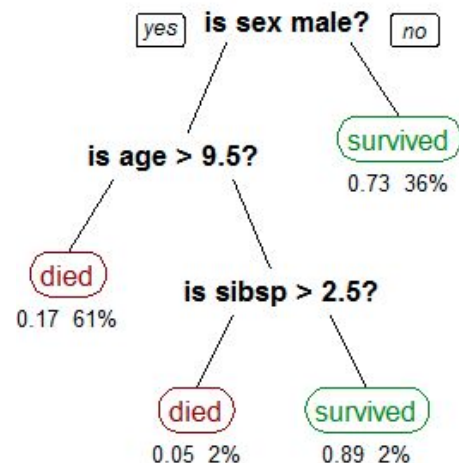 yes is sex male? no
is age > 9.5?
survived
0.73 36%
died
0.17 61%
is sibsp > 2.5?
died survived
0.05 2% 0.89 2%